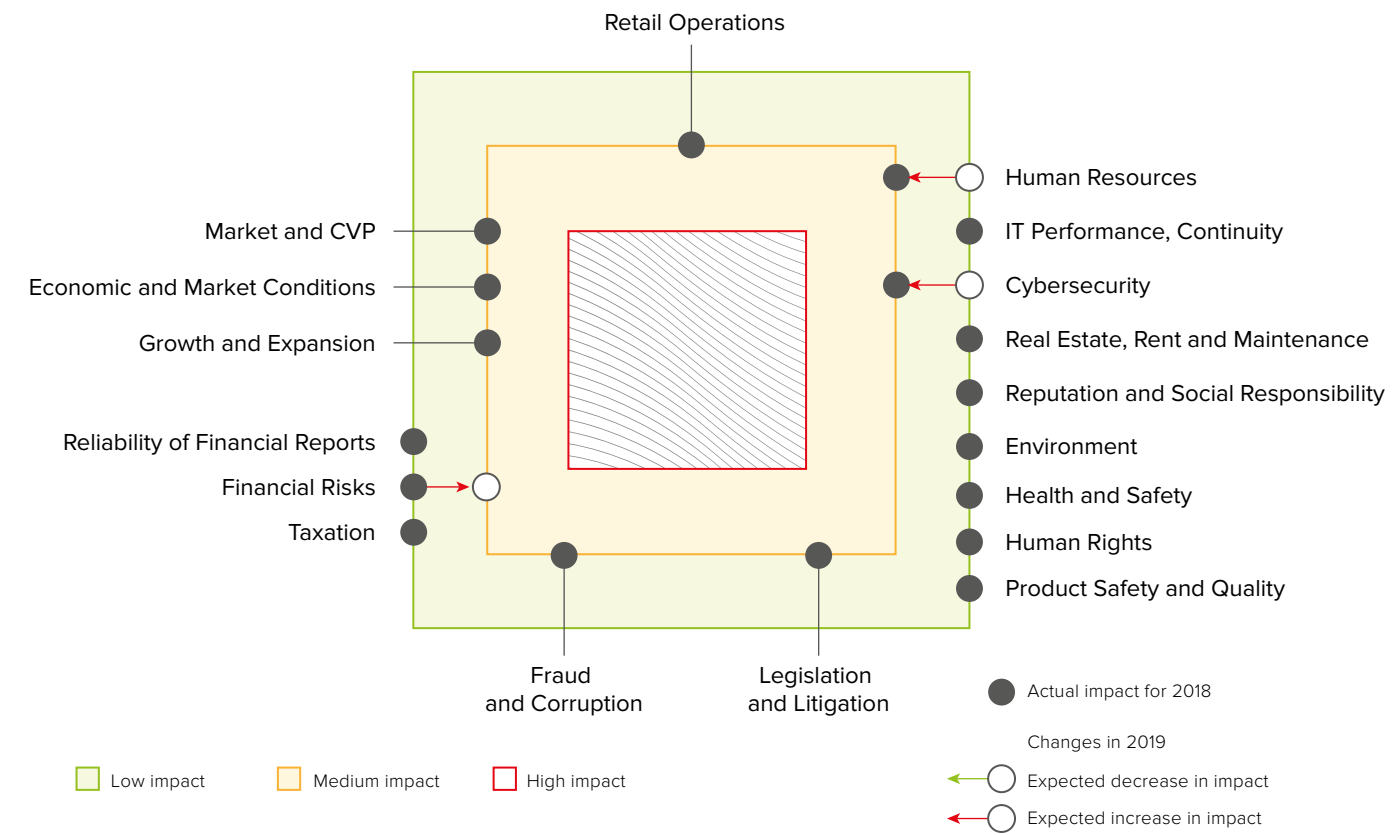 Retail Operations
Human Resources
Market and CVP
IT Performance, Continuity
Economic and Market Conditions
Cybersecurity
Growth and Expansion
Real Estate, Rent and Maintenance
Reputation and Social Responsibility
Reliability of Financial Reports
Environment
Financial Risks
Health and Safety
Taxation
Human Rights
Product Safety and Quality
Fraud
and Corruption
Legislation
and Litigation
Actual impact for 2018
Changes in 2019
Expected decrease in impact
Expected increase in impact
Low impact
Medium impact
High impact